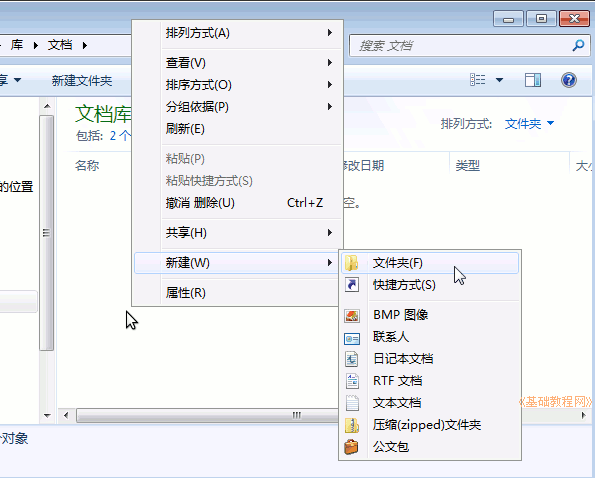 库 ▸ 文档 ▸
搜索 文档
享 新建文件夹
文档库
包括: 2 个
排列方式: 文件夹
名称 修改日期 类型 大小
的位置
空。
个对象
排列方式(A)
查看(V)
排序方式(O)
分组依据(P)
刷新(E)
粘贴(P)
粘贴快捷方式(S)
撤消 删除(U) Ctrl+Z
共享(H)
新建(W)
属性(R)
文件夹(F)
快捷方式(S)
BMP 图像
联系人
日记本文档
RTF 文档
文本文档
压缩(zipped)文件夹
公文包
《基础教程网》